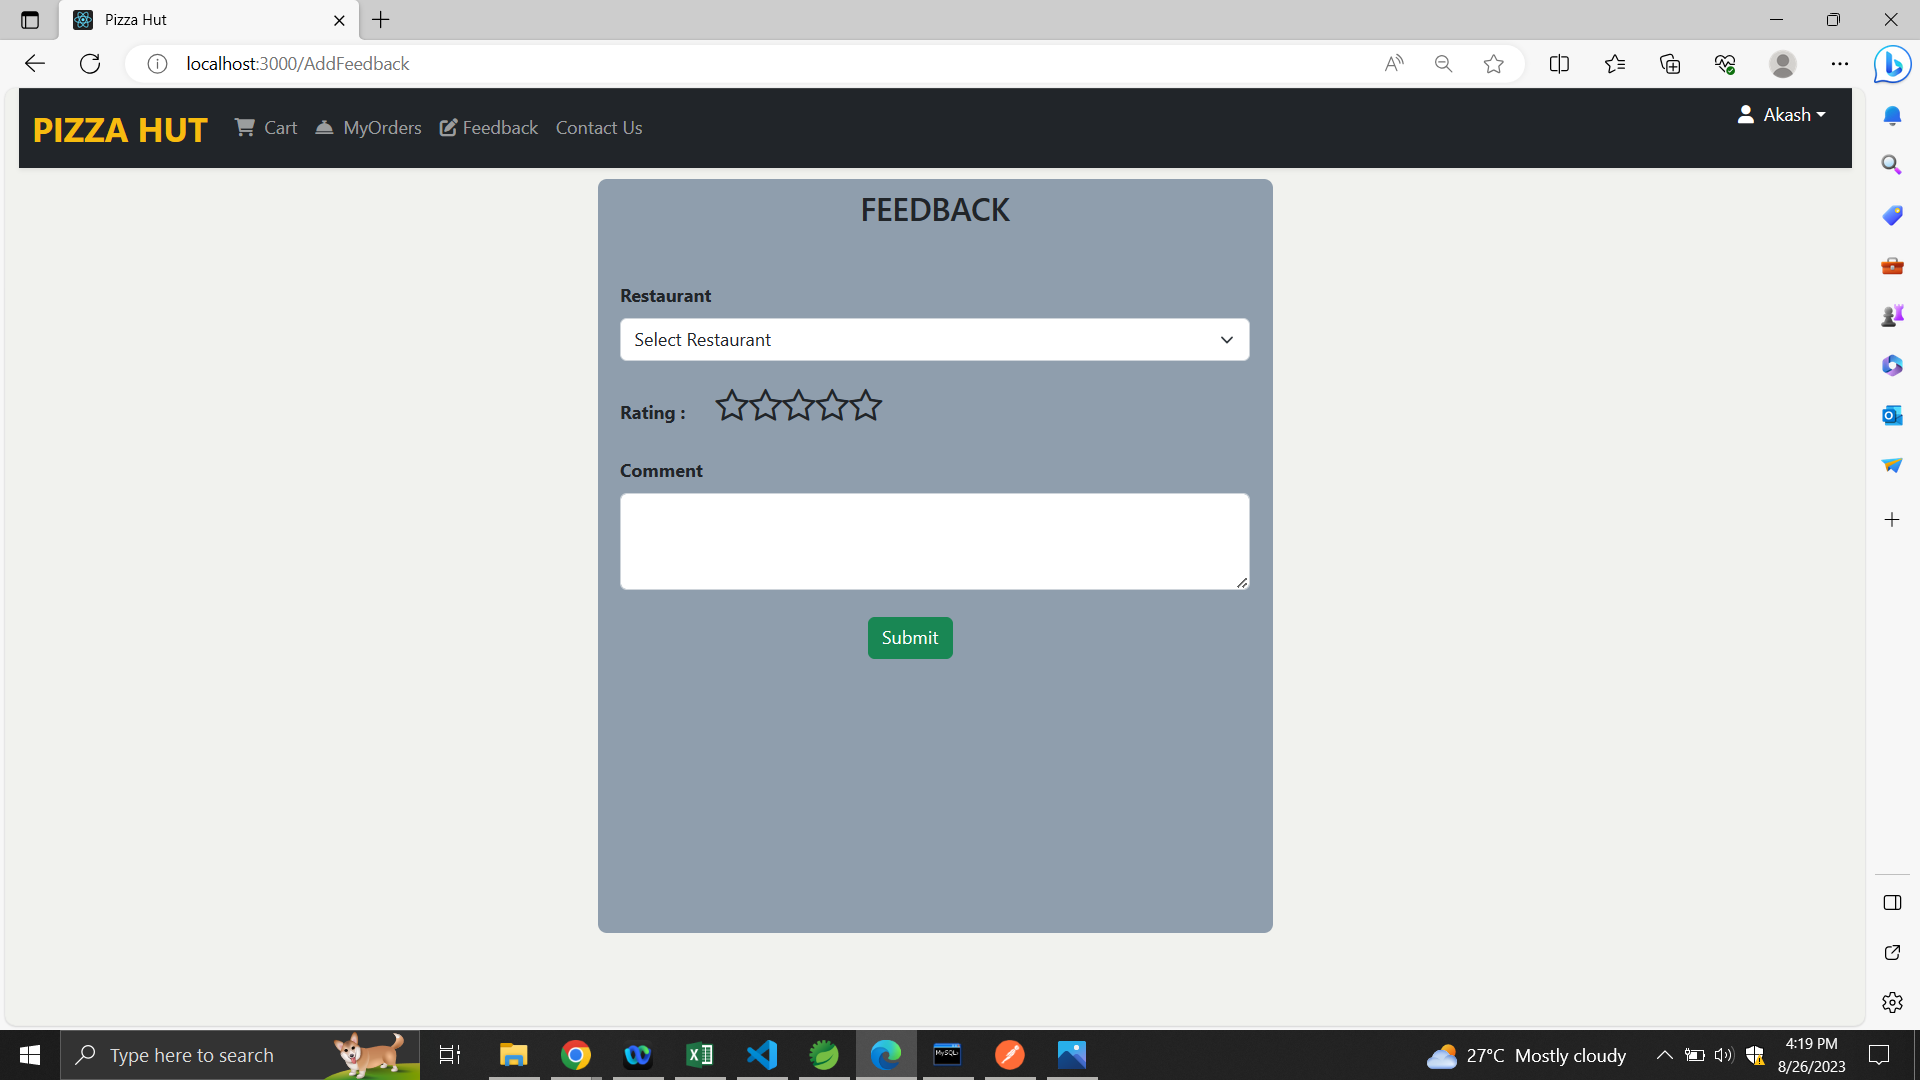 Pizza Hut
localhost:3000/AddFeedback
PIZZA HUT Cart MyOrders Feedback Contact Us Akash
FEEDBACK
Restaurant
Select Restaurant
Rating :
Comment
Submit
Type here to search
27°C Mostly cloudy
4:19 PM
8/26/2023